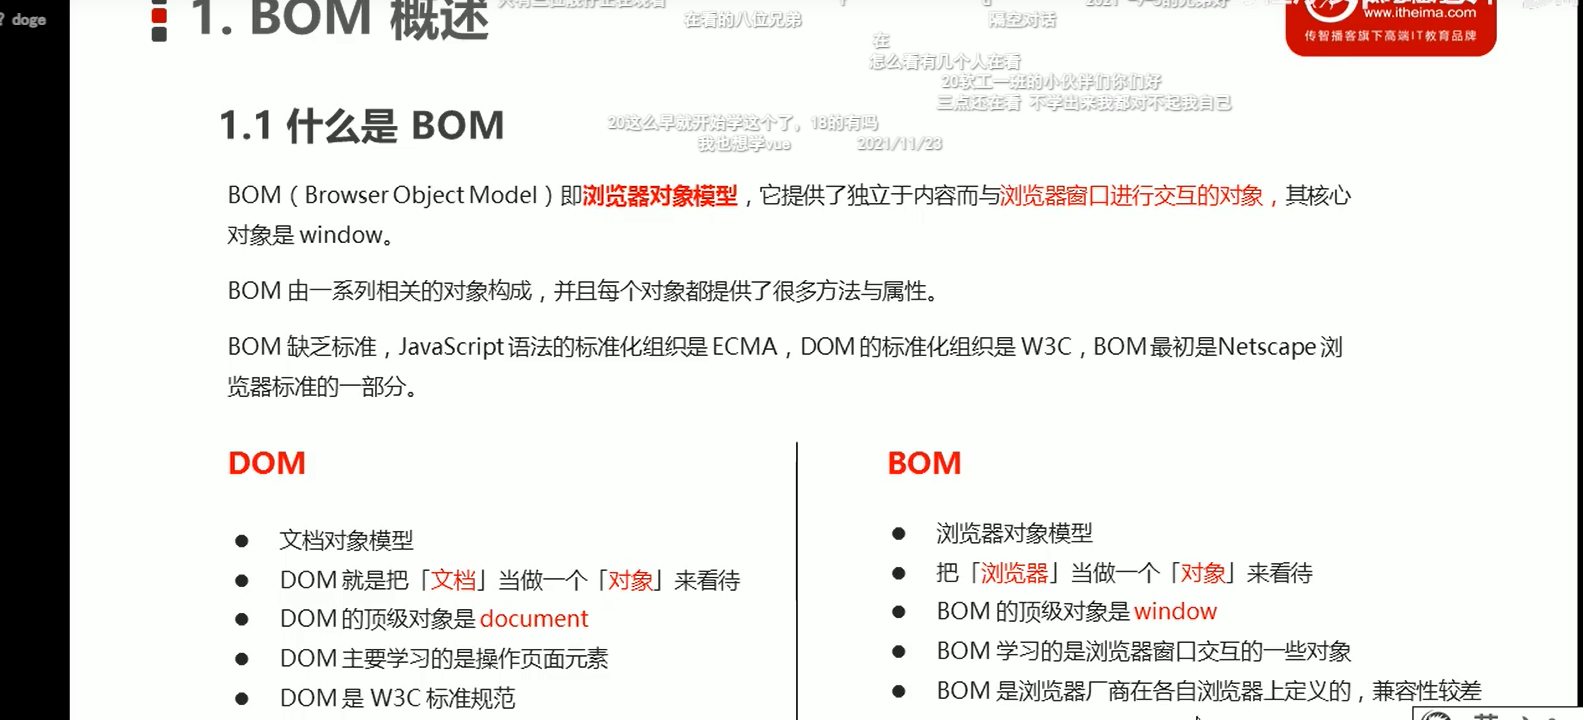 ? doge
1. BOM 概述
www.itheima.com
传智播客旗下高端IT教育品牌
在看的八位兄弟
隔空对话
在
怎么看有几个人在看
20软工一班的小伙伴们你们好
三点还在看 不学出来我都对不起我自己
1.1 什么是 BOM
20这么早就开始学这个了，18的有吗
我也想学vue
2021/11/23
BOM（Browser Object Model）即浏览器对象模型，它提供了独立于内容而与浏览器窗口进行交互的对象，其核心
对象是 window。
BOM 由一系列相关的对象构成，并且每个对象都提供了很多方法与属性。
BOM 缺乏标准，JavaScript 语法的标准化组织是 ECMA，DOM 的标准化组织是 W3C，BOM 最初是Netscape 浏
览器标准的一部分。
DOM
● 文档对象模型
● DOM 就是把「文档」当做一个「对象」来看待
● DOM 的顶级对象是 document
● DOM 主要学习的是操作页面元素
● DOM 是 W3C 标准规范
BOM
● 浏览器对象模型
● 把「浏览器」当做一个「对象」来看待
● BOM 的顶级对象是 window
● BOM 学习的是浏览器窗口交互的一些对象
● BOM 是浏览器厂商在各自浏览器上定义的，兼容性较差